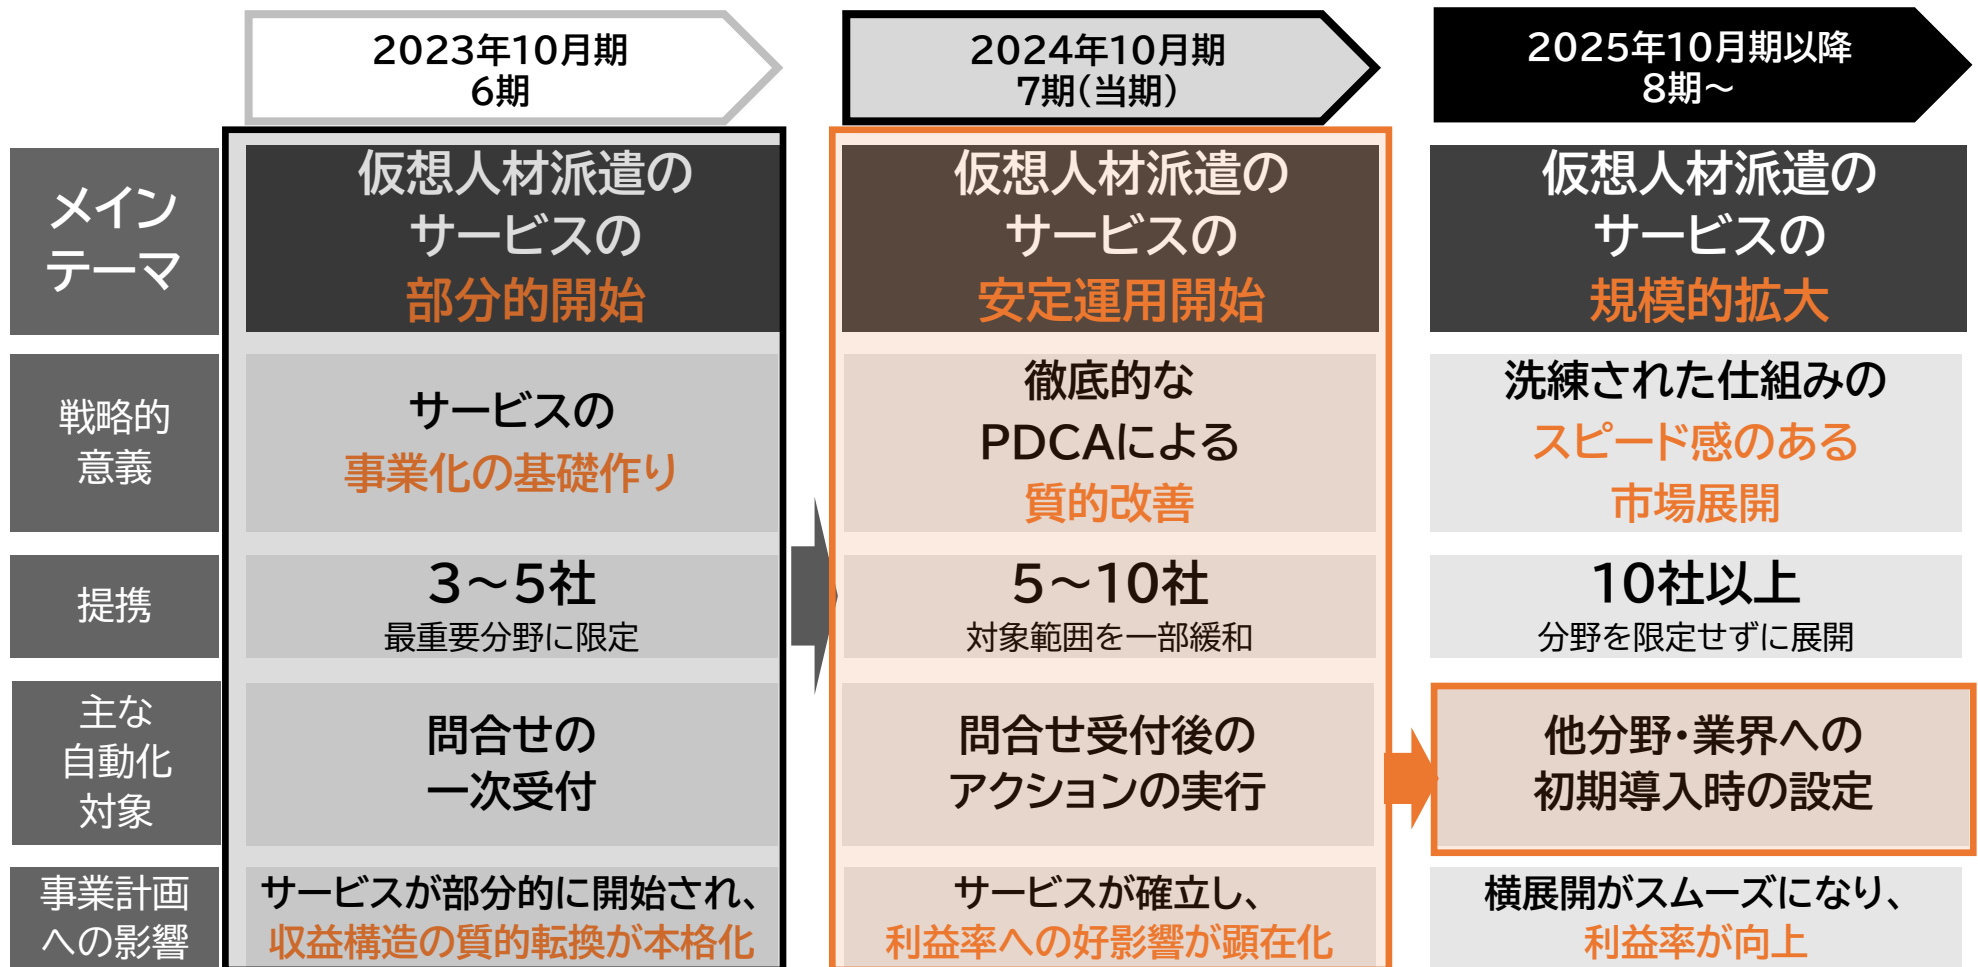 2023年10月期
6期
2024年10月期
7期(当期)
2025年10月期以降
8期～
メイン
テーマ
仮想人材派遣の
サービスの
部分的開始
仮想人材派遣の
サービスの
安定運用開始
仮想人材派遣の
サービスの
規模的拡大
戦略的
意義
サービスの
事業化の基礎作り
徹底的な
PDCAによる
質的改善
洗練された仕組みの
スピード感のある
市場展開
提携
3～5社
最重要分野に限定
5～10社
対象範囲を一部緩和
10社以上
分野を限定せずに展開
主な
自動化
対象
問合せの
一次受付
問合せ受付後の
アクションの実行
他分野・業界への
初期導入時の設定
事業計画
への影響
サービスが部分的に開始され、
収益構造の質的転換が本格化
サービスが確立し、
利益率への好影響が顕在化
横展開がスムーズになり、
利益率が向上